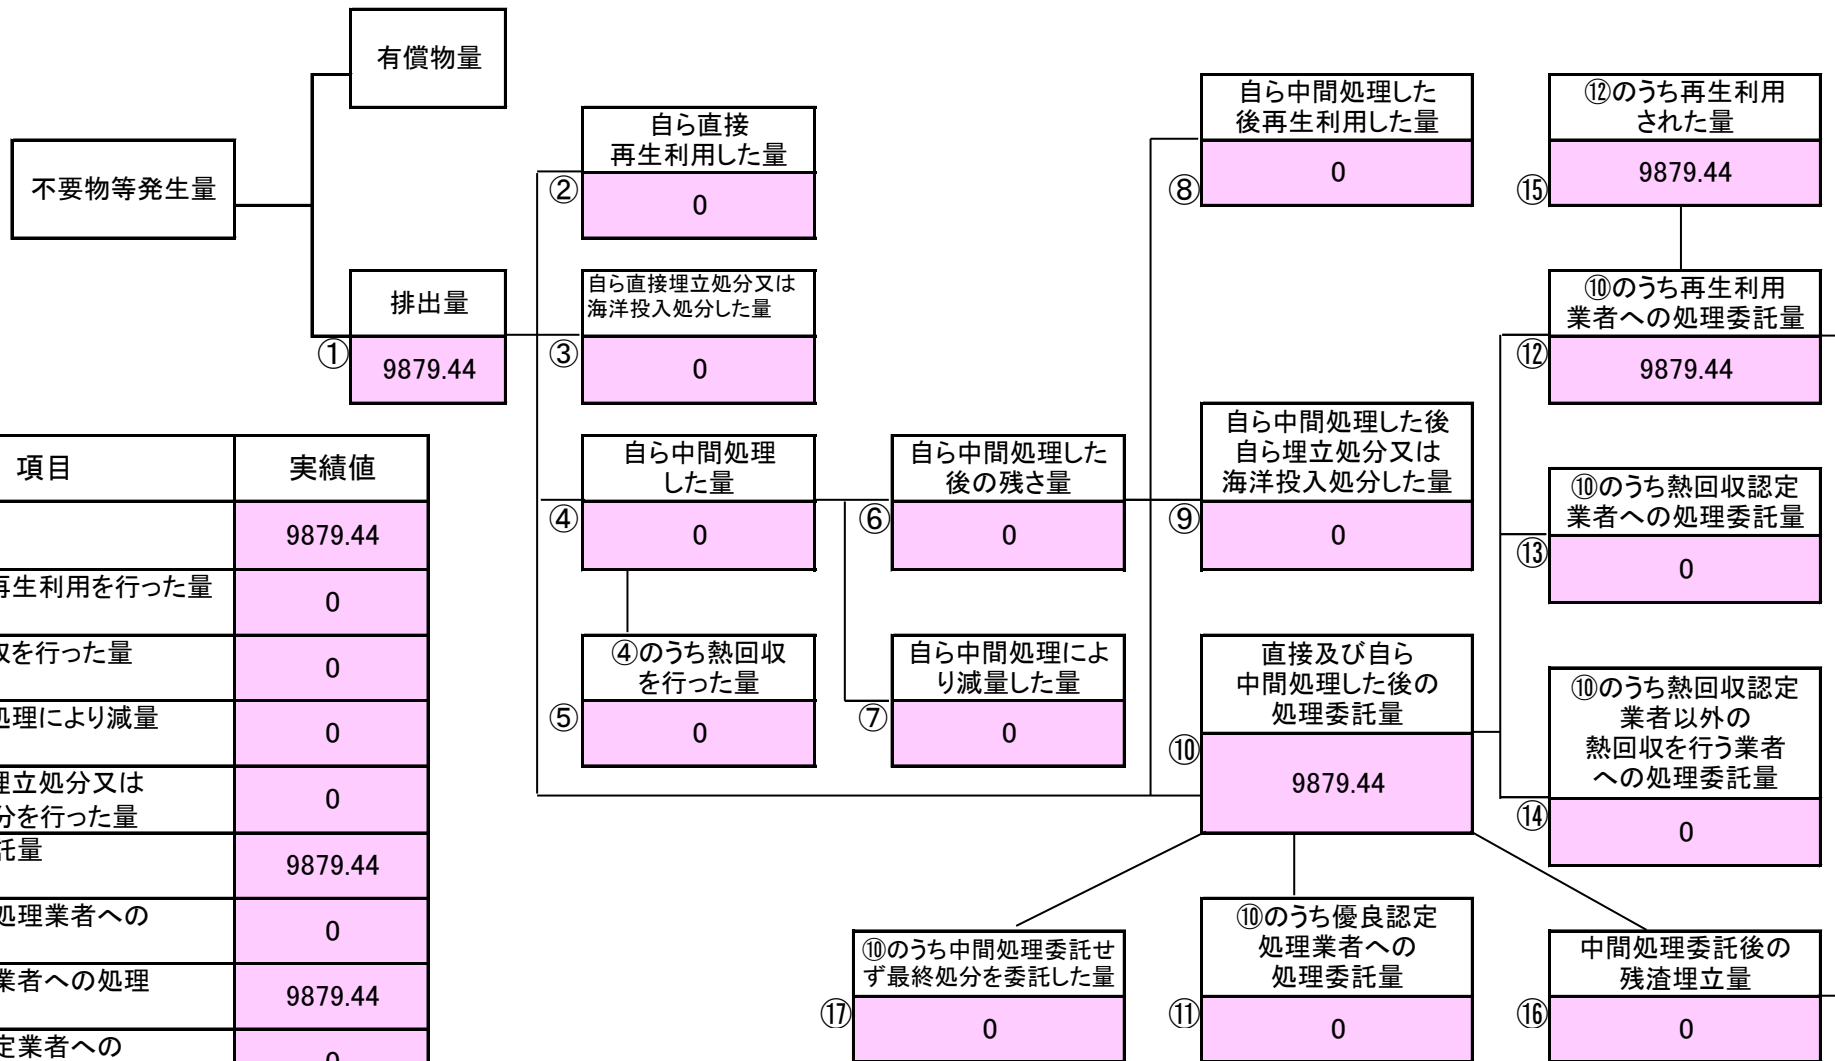 有償物量
不要物等発生量
排出量
①
9879.44
自ら直接
再生利用した量
②
0
自ら直接埋立処分又は
海洋投入処分した量
③
0
自ら中間処理
した量
④
0
④のうち熱回収
を行った量
⑤
0
自ら中間処理した
後の残さ量
⑥
0
自ら中間処理によ
り減量した量
⑦
0
自ら中間処理した
後再生利用した量
⑧
0
自ら中間処理した後
自ら埋立処分又は
海洋投入処分した量
⑨
0
直接及び自ら
中間処理した後の
処理委託量
⑩
9879.44
⑫のうち再生利用
された量
⑮
9879.44
⑩のうち再生利用
業者への処理委託量
⑫
9879.44
⑩のうち熱回収認定
業者への処理委託量
⑬
0
⑩のうち熱回収認定
業者以外の
熱回収を行う業者
への処理委託量
⑭
0
⑩のうち中間処理委託せ
ず最終処分を委託した量
⑰
0
⑩のうち優良認定
処理業者への
処理委託量
⑪
0
中間処理委託後の
残渣埋立量
⑯
0
項目 実績値
9879.44
再生利用を行った量
0
収を行った量
0
処理により減量
0
埋立処分又は
分を行った量
0
託量
9879.44
処理業者への
0
業者への処理
9879.44
定業者への
0